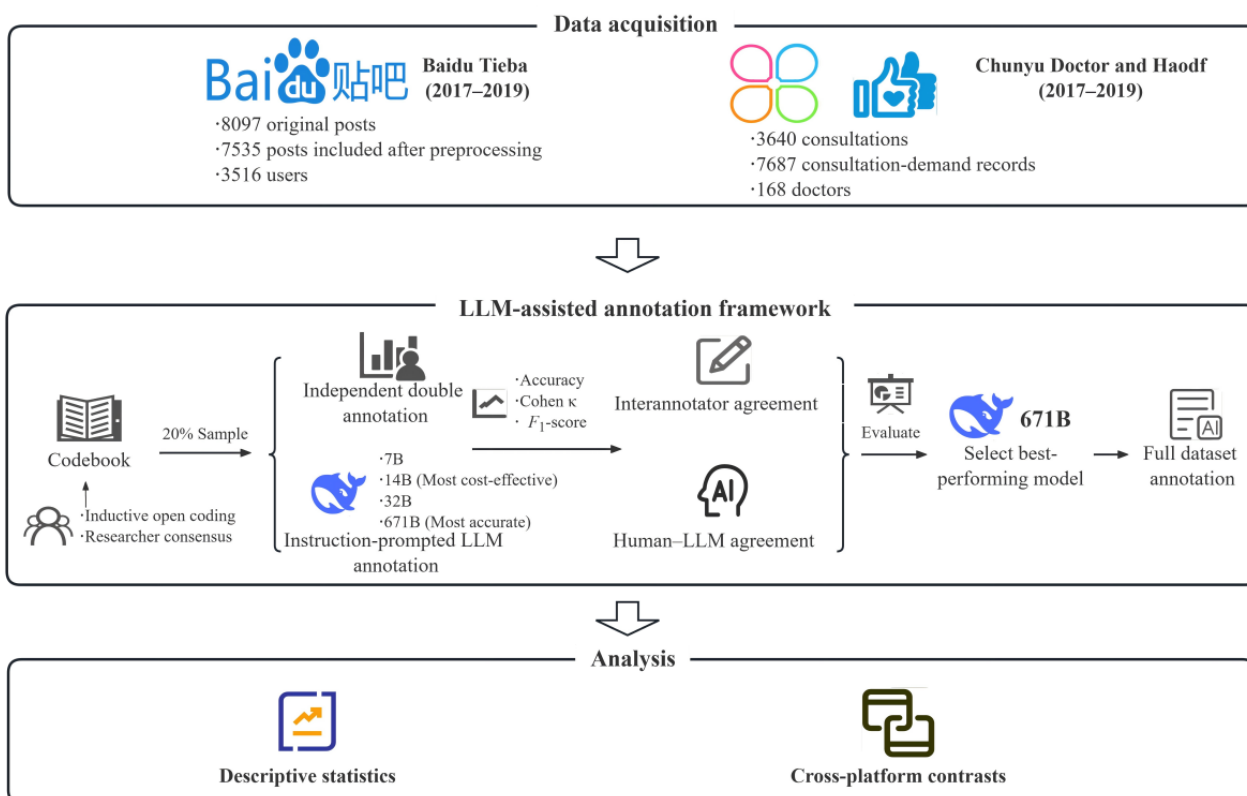 Data acquisition
Bai du 贴吧
Baidu Tieba
(2017–2019)
·8097 original posts
·7535 posts included after preprocessing
·3516 users
Chunyu Doctor and Haodf
(2017–2019)
·3640 consultations
·7687 consultation-demand records
·168 doctors
LLM-assisted annotation framework
Codebook
·Inductive open coding
·Researcher consensus
20% Sample
Independent double
annotation
·7B
·14B (Most cost-effective)
·32B
·671B (Most accurate)
Instruction-prompted LLM
annotation
·Accuracy
·Cohen κ
· F1-score
Interannotator agreement
AI
Human–LLM agreement
Evaluate
671B
Select best-
performing model
AI
Full dataset
annotation
Analysis
Descriptive statistics
Cross-platform contrasts